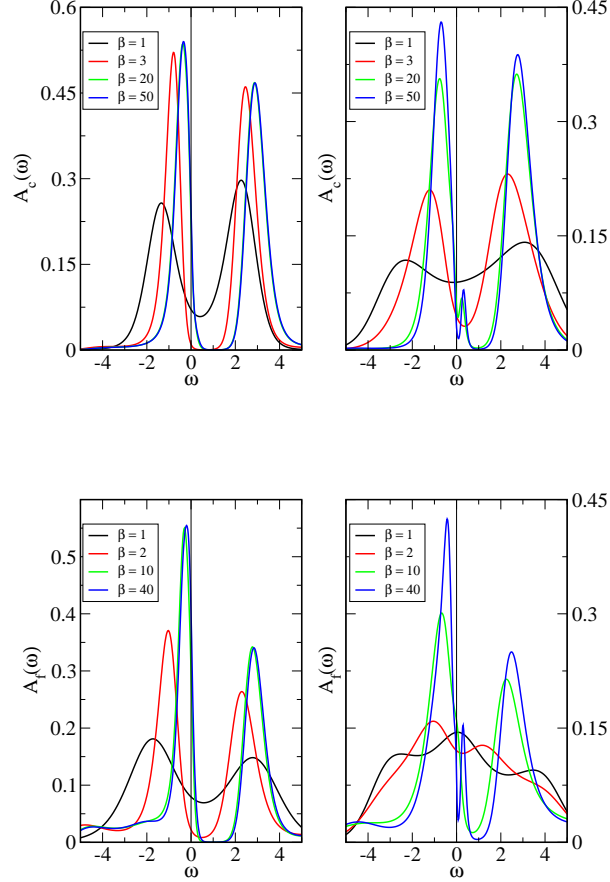 0.6
0.45
0.3
0.15
0
A_c(ω)
β = 1
β = 3
β = 20
β = 50
-4 -2 0 2 4
ω
0.45
0.3
0.15
0
A_c(ω)
β = 1
β = 3
β = 20
β = 50
-4 -2 0 2 4
ω
0.5
0.4
0.3
0.2
0.1
0
A_f(ω)
β = 1
β = 2
β = 10
β = 40
-4 -2 0 2 4
ω
0.45
0.3
0.15
0
A_f(ω)
β = 1
β = 2
β = 10
β = 40
-4 -2 0 2 4
ω